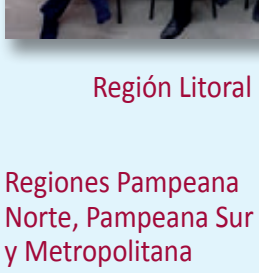 Región Litoral
Regiones Pampeana
Norte, Pampeana Sur
y Metropolitana